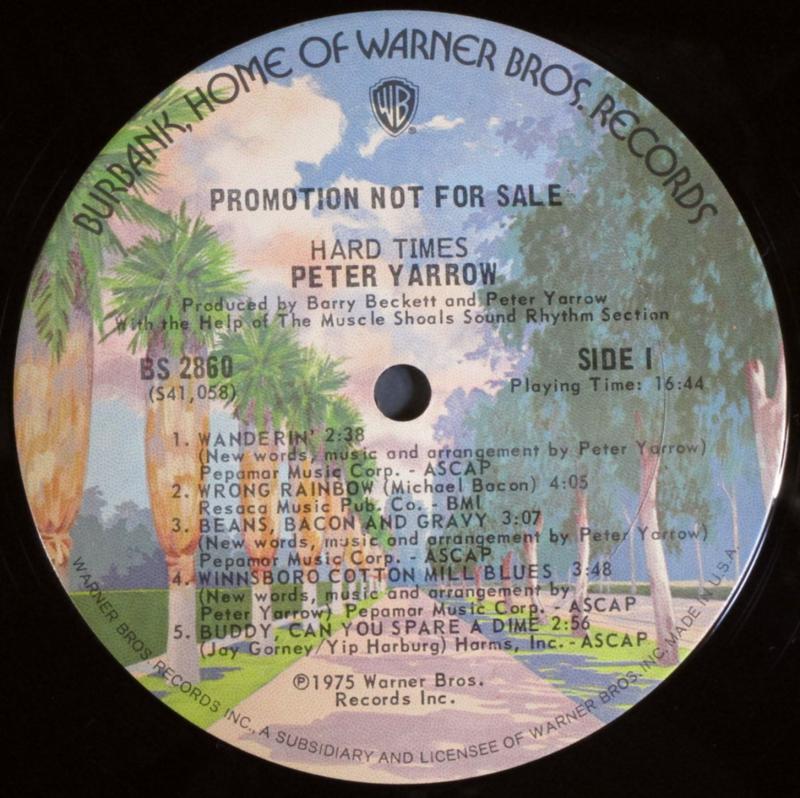 BURBANK, HOME OF WARNER BROS. RECORDS
WB
®
PROMOTION NOT FOR SALE
HARD TIMES
PETER YARROW
Produced by Barry Beckett and Peter Yarrow
With the Help of The Muscle Shoals Sound Rhythm Section
BS 2860
(S41,058)
SIDE 1
Playing Time: 16:44
1. WANDERIN' 2:38
(New words, music and arrangement by Peter Yarrow)
Pepamar Music Corp. - ASCAP
2. WRONG RAINBOW (Michael Bacon) 4:05
Resaca Music Pub. Co. - BMI
3. BEANS, BACON AND GRAVY 3:07
(New words, music and arrangement by Peter Yarrow)
Pepamar Music Corp. - ASCAP
4. WINNSBORO COTTON MILL BLUES 3:48
(New words, music and arrangement by
Peter Yarrow) Pepamar Music Corp. - ASCAP
5. BUDDY, CAN YOU SPARE A DIME 2:56
(Jay Gorney/Yip Harburg) Harms, Inc. - ASCAP
℗1975 Warner Bros.
Records Inc.
WARNER BROS. RECORDS INC., A SUBSIDIARY AND LICENSEE OF WARNER BROS. INC. MADE IN U.S.A.